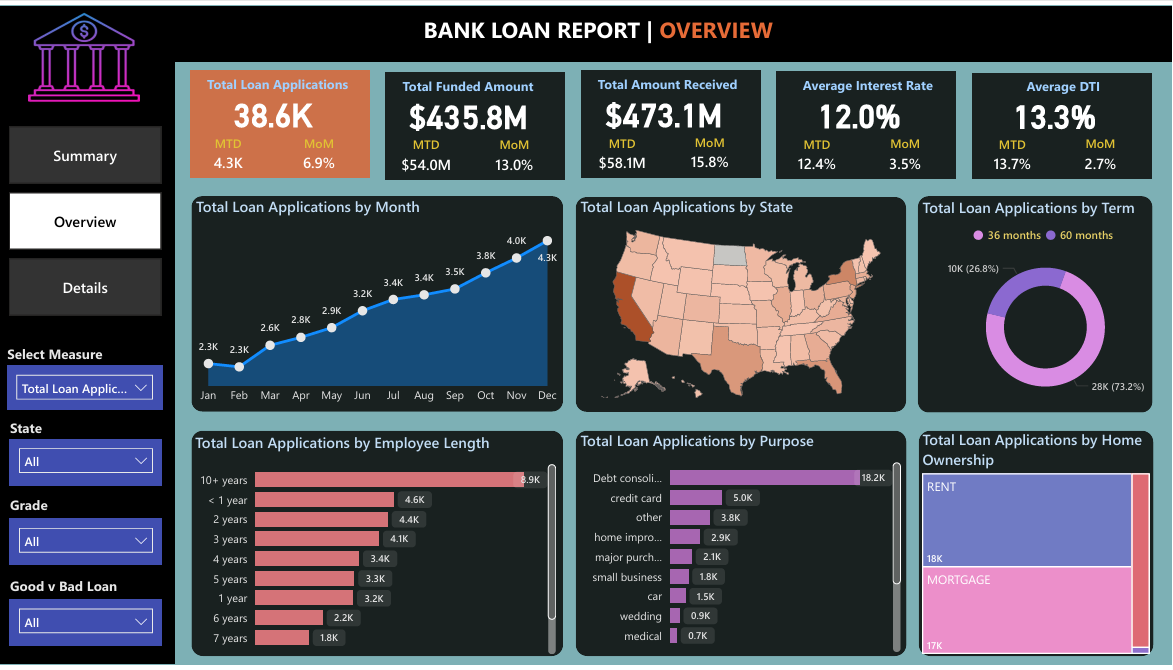 BANK LOAN REPORT | OVERVIEW
$
Summary
Overview
Details
Select Measure
Total Loan Applic...
State
All
Grade
All
Good v Bad Loan
All
Total Loan Applications
38.6K
MTD MoM
4.3K 6.9%
Total Funded Amount
$435.8M
MTD MoM
$54.0M 13.0%
Total Amount Received
$473.1M
MTD MoM
$58.1M 15.8%
Average Interest Rate
12.0%
MTD MoM
12.4% 3.5%
Average DTI
13.3%
MTD MoM
13.7% 2.7%
Total Loan Applications by Month
2.3K 2.3K 2.6K 2.8K 2.9K 3.2K 3.4K 3.4K 3.5K 3.8K 4.0K 4.3K
Jan Feb Mar Apr May Jun Jul Aug Sep Oct Nov Dec
Total Loan Applications by State
Total Loan Applications by Term
36 months 60 months
10K (26.8%)
28K (73.2%)
Total Loan Applications by Employee Length
10+ years 8.9K
< 1 year 4.6K
2 years 4.4K
3 years 4.1K
4 years 3.4K
5 years 3.3K
1 year 3.2K
6 years 2.2K
7 years 1.8K
Total Loan Applications by Purpose
Debt consoli... 18.2K
credit card 5.0K
other 3.8K
home impro... 2.9K
major purch... 2.1K
small business 1.8K
car 1.5K
wedding 0.9K
medical 0.7K
Total Loan Applications by Home
Ownership
RENT
18K
MORTGAGE
17K